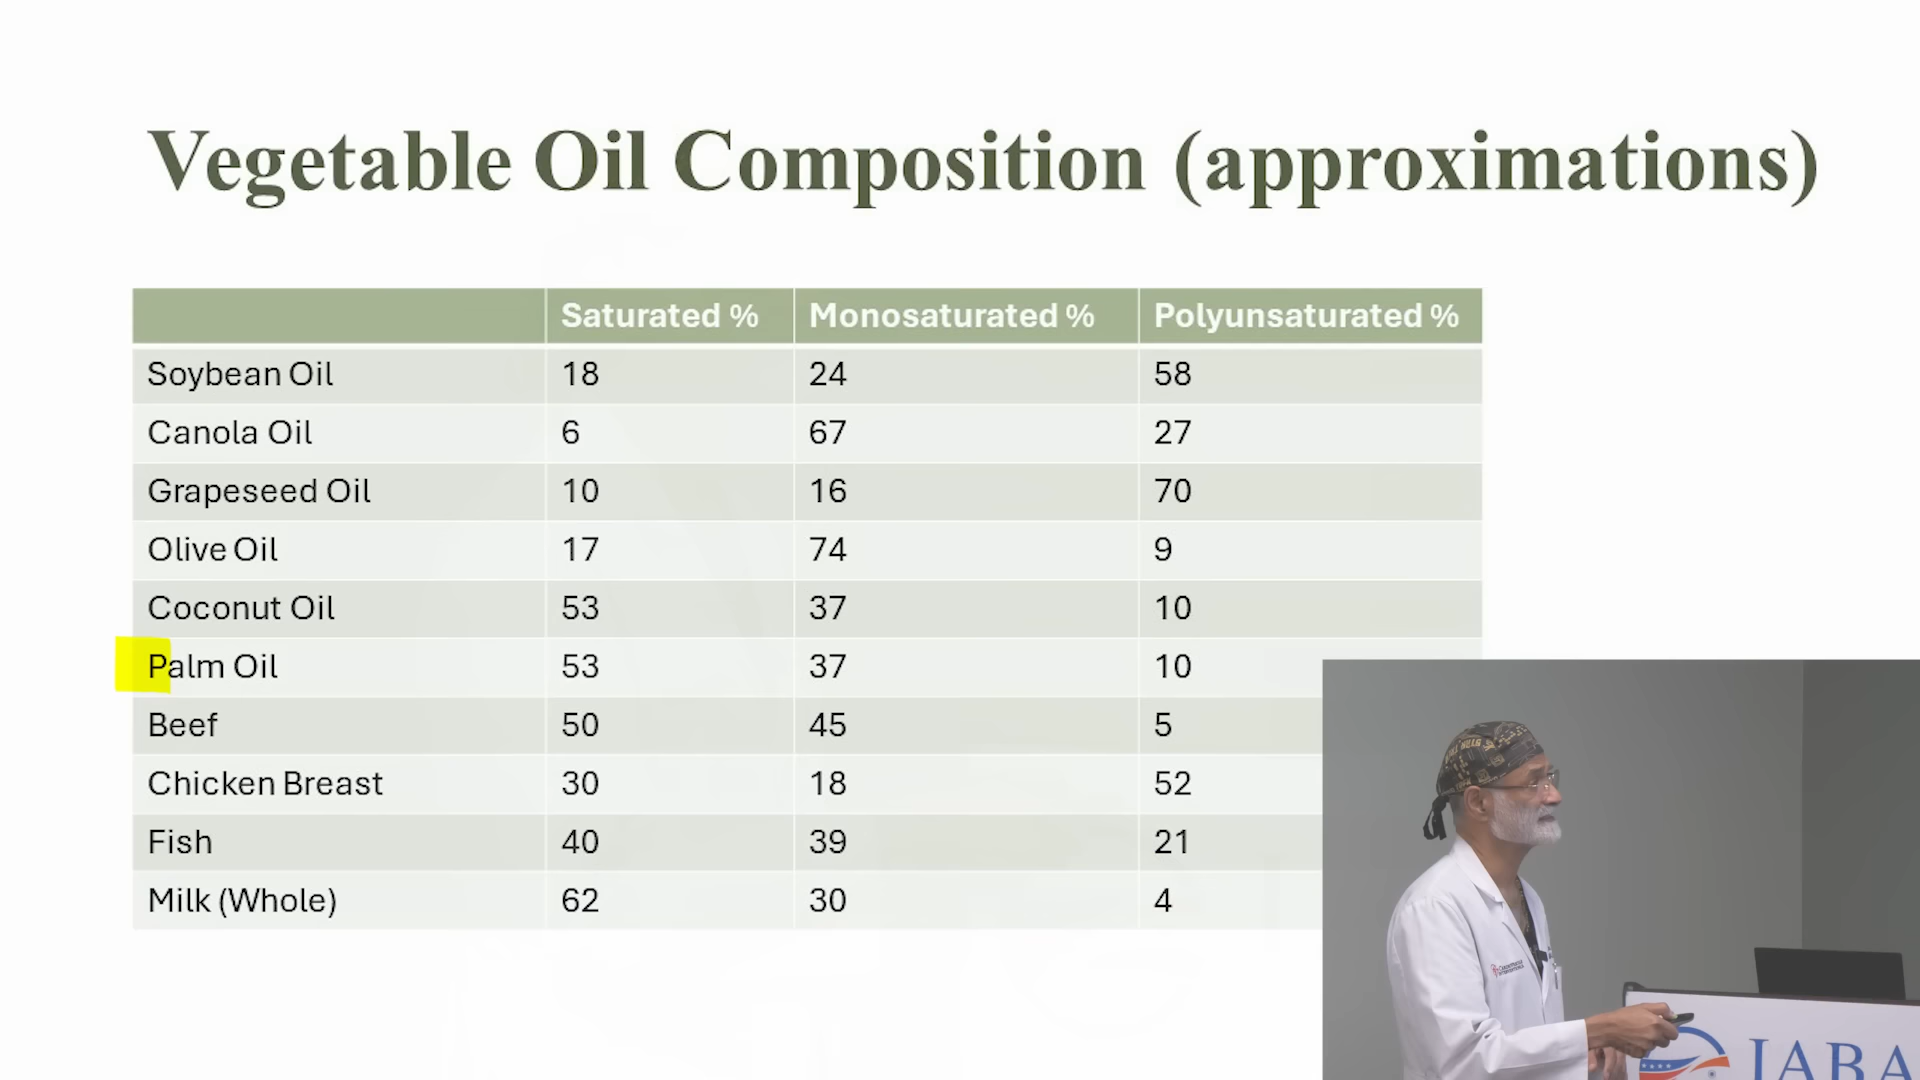 Vegetable Oil Composition (approximations)
Saturated % Monosaturated % Polyunsaturated %
Soybean Oil 18 24 58
Canola Oil 6 67 27
Grapeseed Oil 10 16 70
Olive Oil 17 74 9
Coconut Oil 53 37 10
Palm Oil 53 37 10
Beef 50 45 5
Chicken Breast 30 18 52
Fish 40 39 21
Milk (Whole) 62 30 4
JABA